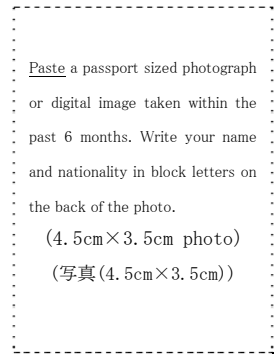 Paste a passport sized photograph
or digital image taken within the
past 6 months. Write your name
and nationality in block letters on
the back of the photo.
(4.5cm×3.5cm photo)
(写真(4.5cm×3.5cm))